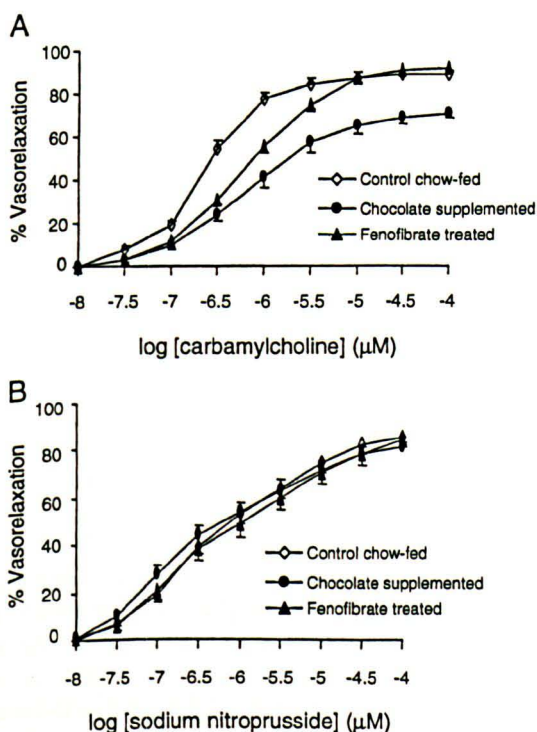 A
100
80
60
40
20
0
% Vasorelaxation
Control chow-fed
Chocolate supplemented
Fenofibrate treated
-8 -7.5 -7 -6.5 -6 -5.5 -5 -4.5 -4
log [carbamylcholine] (μM)
B
100
80
60
40
20
0
% Vasorelaxation
Control chow-fed
Chocolate supplemented
Fenofibrate treated
-8 -7.5 -7 -6.5 -6 -5.5 -5 -4.5 -4
log [sodium nitroprusside] (μM)